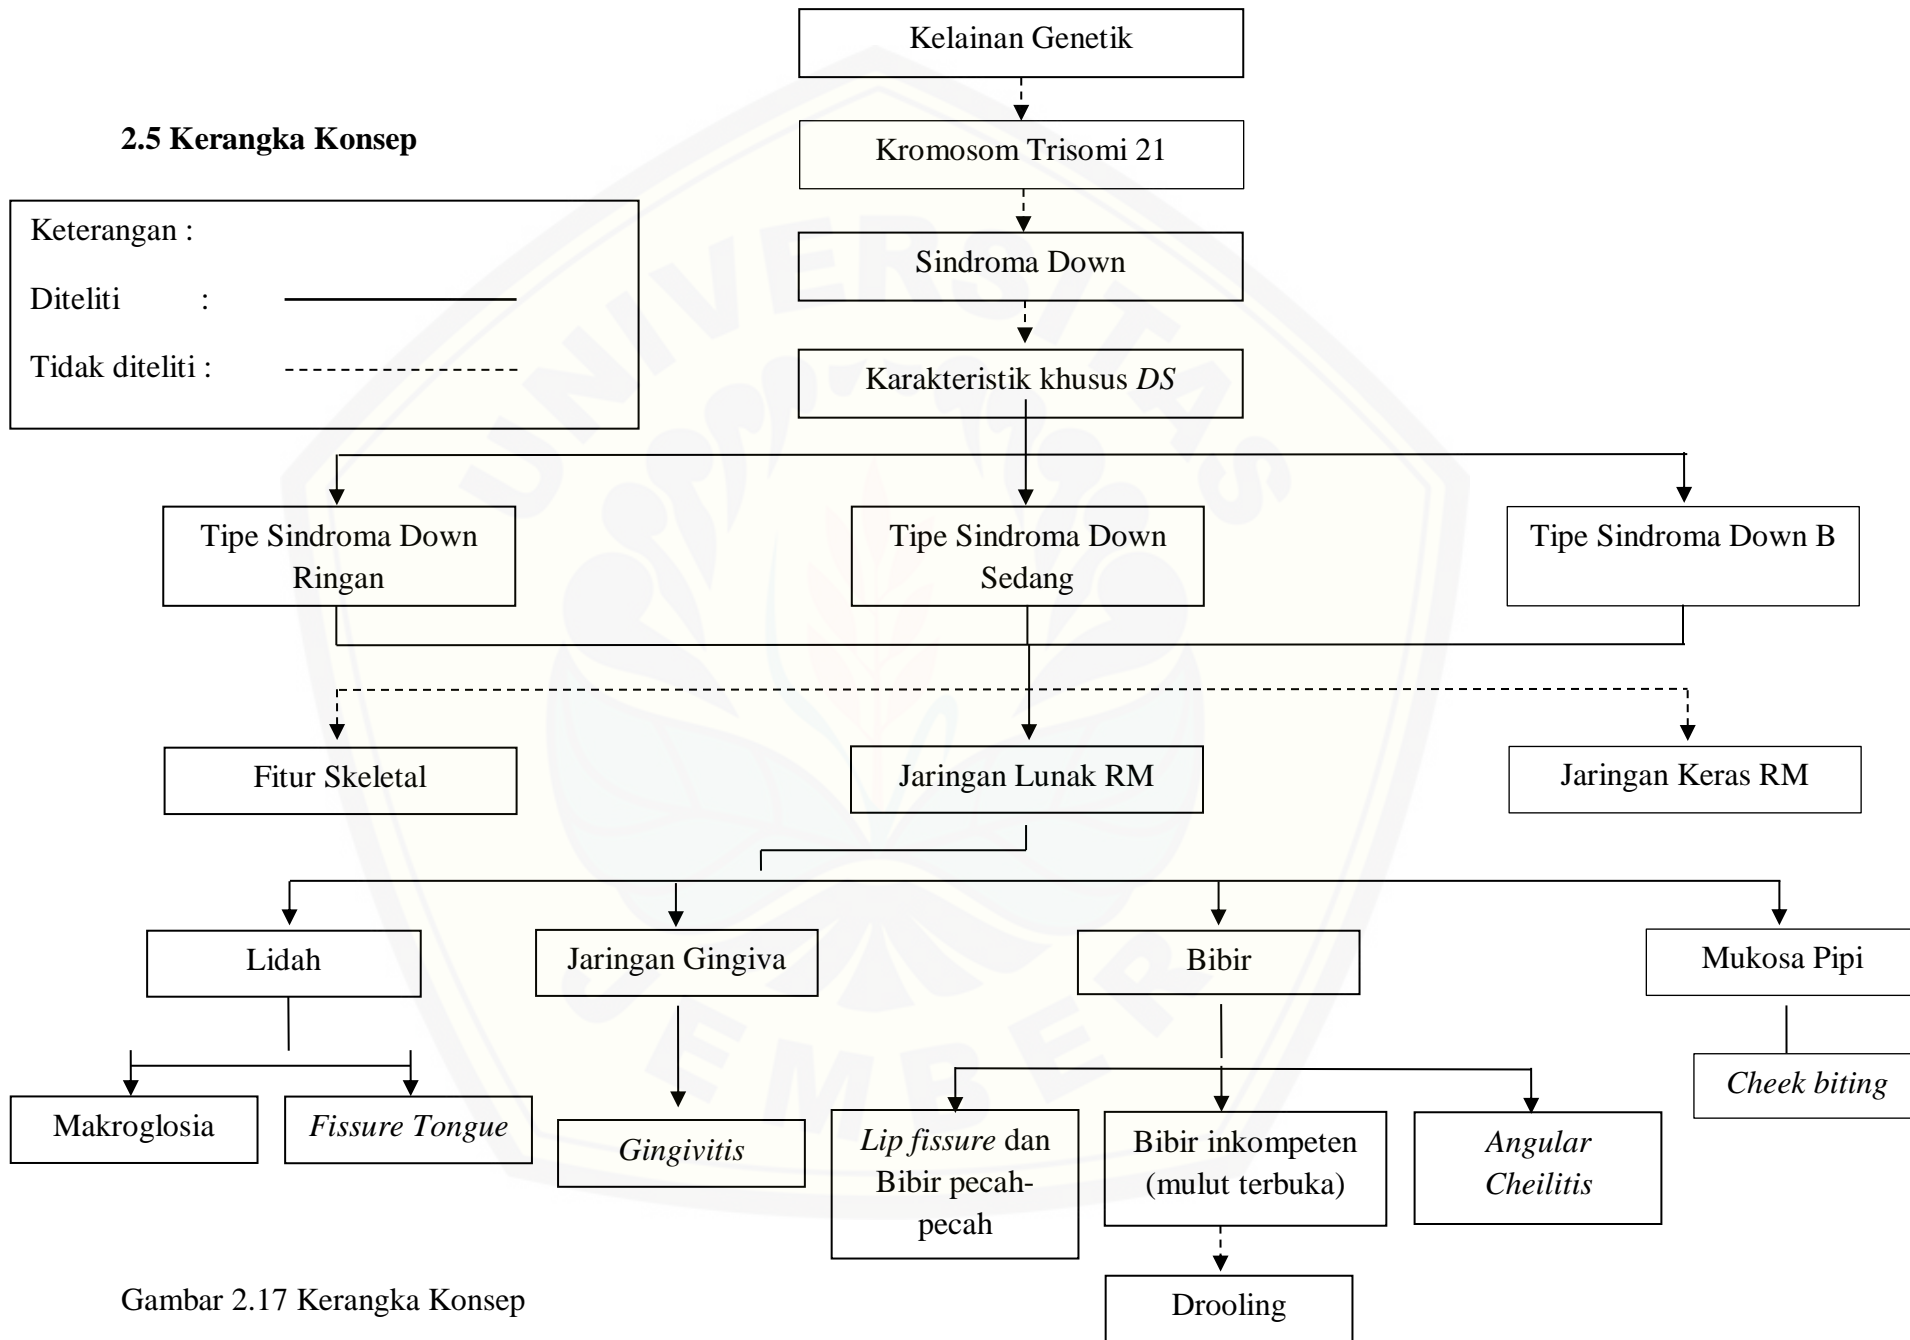 Kelainan Genetik
2.5 Kerangka Konsep
Kromosom Trisomi 21
Keterangan :
Diteliti :
Tidak diteliti :
Sindroma Down
Karakteristik khusus DS
Tipe Sindroma Down
Ringan
Tipe Sindroma Down
Sedang
Tipe Sindroma Down B
Fitur Skeletal
Jaringan Lunak RM
Jaringan Keras RM
Lidah
Jaringan Gingiva
Bibir
Mukosa Pipi
Makroglosia
Fissure Tongue
Gingivitis
Lip fissure dan
Bibir pecah-
pecah
Bibir inkompeten
(mulut terbuka)
Angular
Cheilitis
Cheek biting
Drooling
Gambar 2.17 Kerangka Konsep
UNIVERSITAS
JEMBER